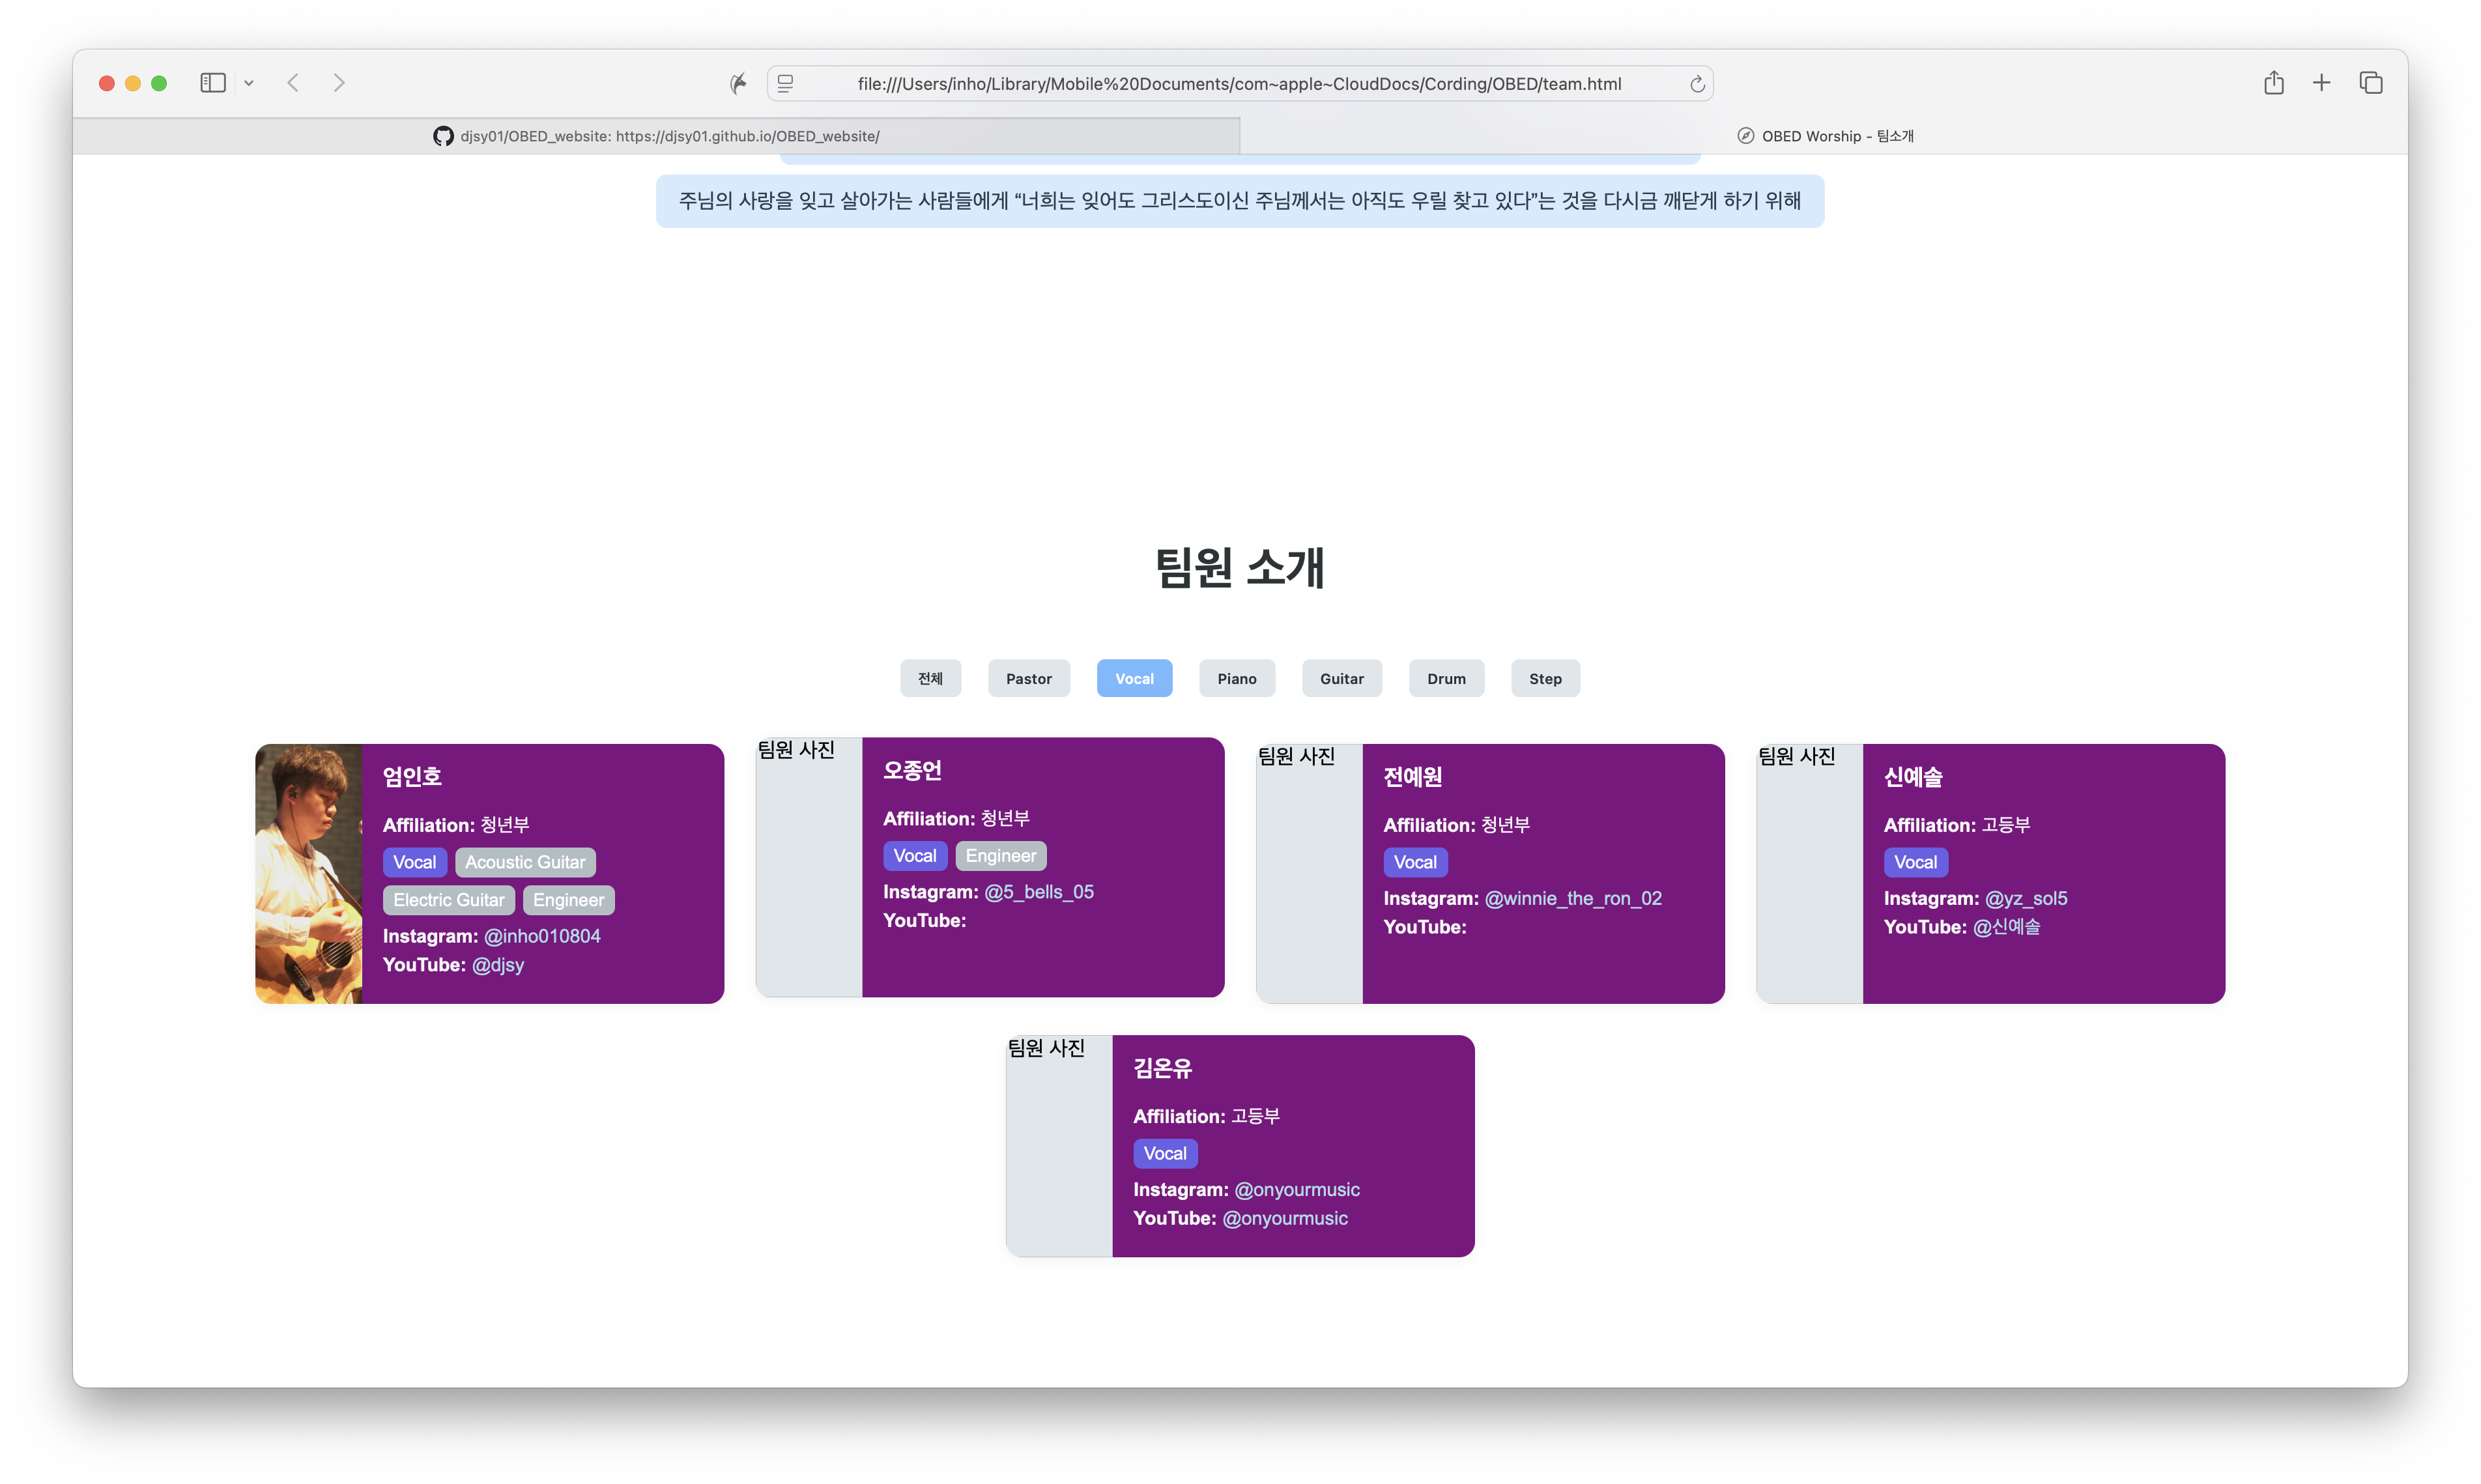 file:///Users/inho/Library/Mobile%20Documents/com~apple~CloudDocs/Cording/OBED/team.html
djsy01/OBED_website: https://djsy01.github.io/OBED_website/
OBED Worship - 팀소개
주님의 사랑을 잊고 살아가는 사람들에게 “너희는 잊어도 그리스도이신 주님께서는 아직도 우릴 찾고 있다”는 것을 다시금 깨닫게 하기 위해
팀원 소개
전체 Pastor Vocal Piano Guitar Drum Step
엄인호
Affiliation: 청년부
Vocal Acoustic Guitar
Electric Guitar Engineer
Instagram: @inho010804
YouTube: @djsy
팀원 사진
오종언
Affiliation: 청년부
Vocal Engineer
Instagram: @5_bells_05
YouTube:
팀원 사진
전예원
Affiliation: 청년부
Vocal
Instagram: @winnie_the_ron_02
YouTube:
팀원 사진
신예솔
Affiliation: 고등부
Vocal
Instagram: @yz_sol5
YouTube: @신예솔
팀원 사진
김온유
Affiliation: 고등부
Vocal
Instagram: @onyourmusic
YouTube: @onyourmusic